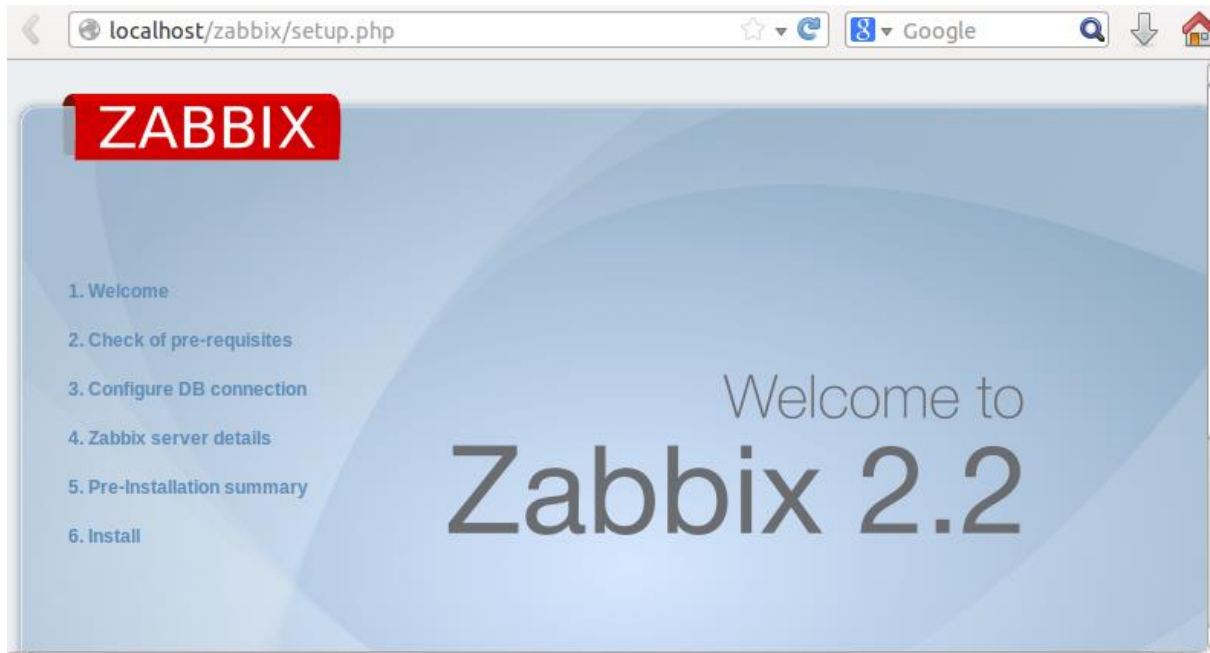 localhost/zabbix/setup.php
8 Google
ZABBIX
1. Welcome
2. Check of pre-requisites
3. Configure DB connection
4. Zabbix server details
5. Pre-Installation summary
6. Install
Welcome to
Zabbix 2.2